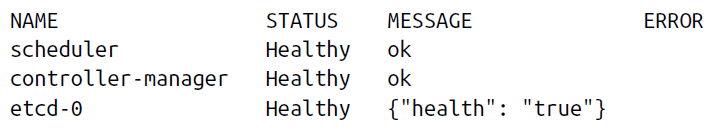 NAME                 STATUS    MESSAGE             ERROR
scheduler            Healthy   ok
controller-manager   Healthy   ok
etcd-0               Healthy   {"health": "true"}